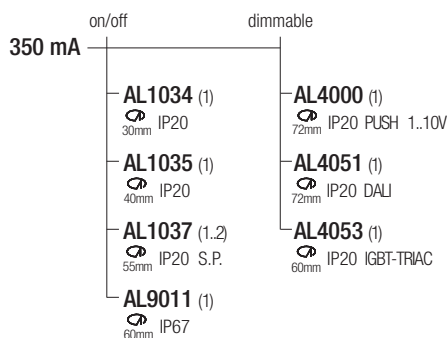 on/off
dimmable
350 mA
AL1034 (1)
30mm IP20
AL1035 (1)
40mm IP20
AL1037 (1..2)
55mm IP20 S.P.
AL9011 (1)
60mm IP67
AL4000 (1)
72mm IP20 PUSH 1..10V
AL4051 (1)
72mm IP20 DALI
AL4053 (1)
60mm IP20 IGBT-TRIAC